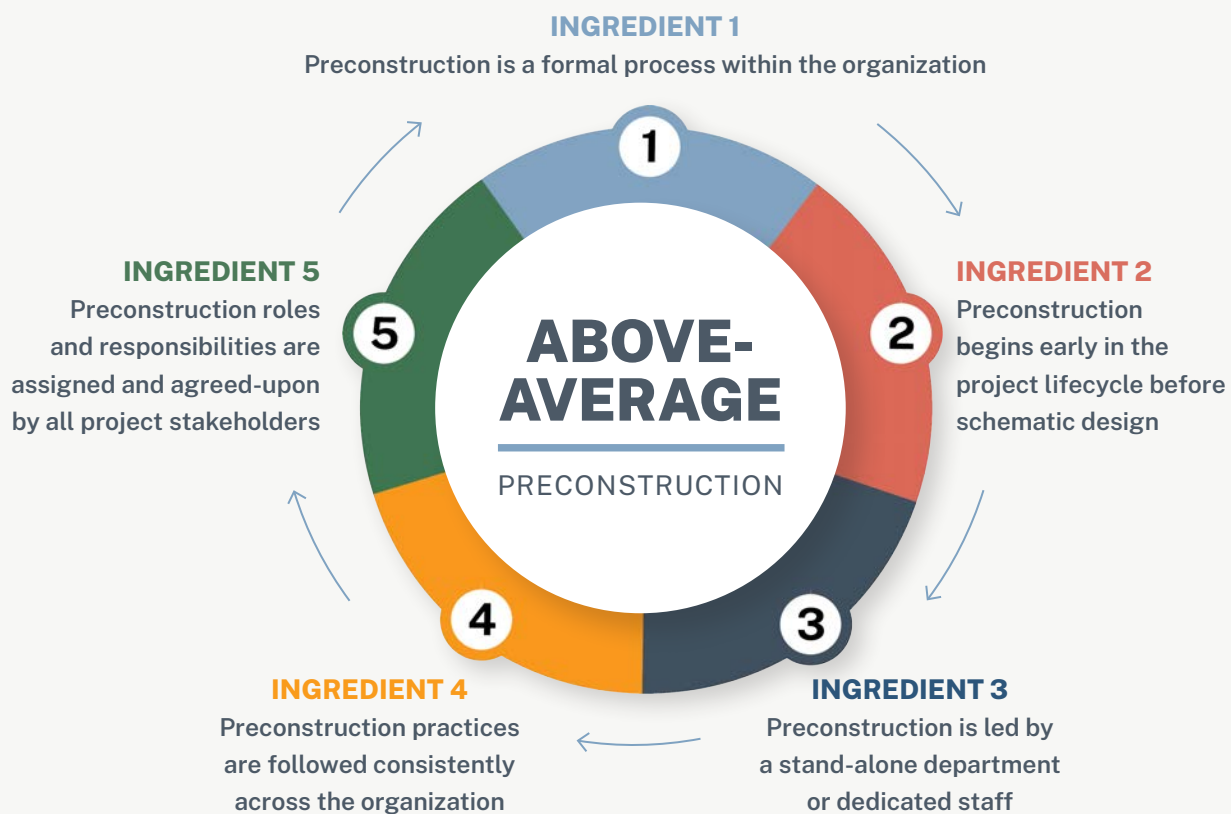 INGREDIENT 1
Preconstruction is a formal process within the organization
1
INGREDIENT 2
Preconstruction
begins early in the
project lifecycle before
schematic design
2
INGREDIENT 3
Preconstruction is led by
a stand-alone department
or dedicated staff
3
INGREDIENT 4
Preconstruction practices
are followed consistently
across the organization
4
INGREDIENT 5
Preconstruction roles
and responsibilities are
assigned and agreed-upon
by all project stakeholders
5
ABOVE-
AVERAGE
PRECONSTRUCTION